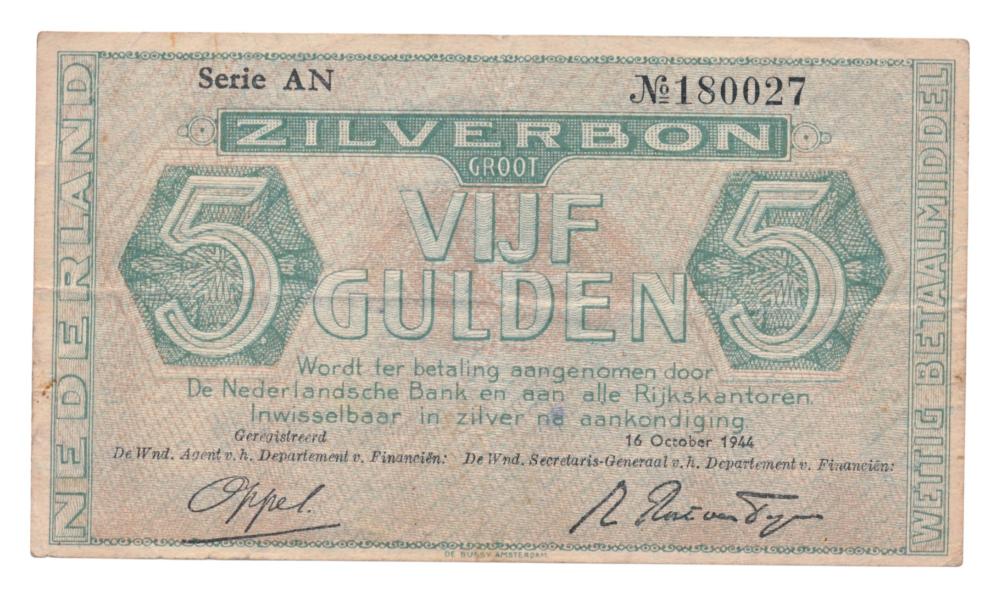 Serie AN
№180027
NEDERLAND
ZILVERBON
GROOT
5
VIJF
5
GULDEN
WETTIG BETAALMIDDEL
Wordt ter betaling aangenomen door
De Nederlandsche Bank en aan alle Rijkskantoren.
Inwisselbaar in zilver na aankondiging.
Geregistreerd
16 October 1944
De Wnd. Agent v. h. Departement v. Financiën:
De Wnd. Secretaris-Generaal v. h. Departement v. Financiën:
Oppel.
DE BUSSY AMSTERDAM